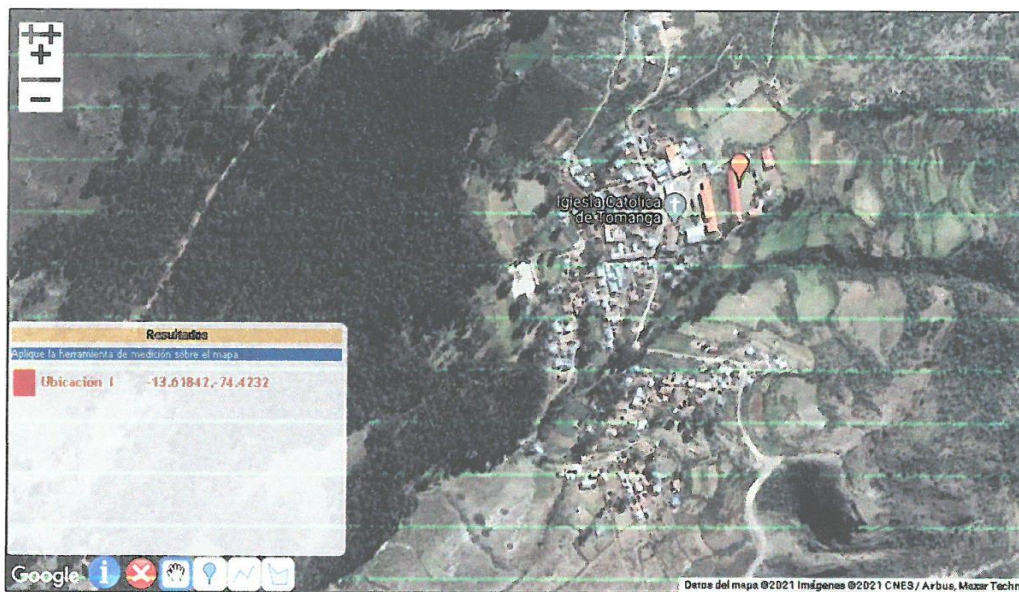 Iglesia Católica
de Tomanga
Resultados
Aplique la herramienta de medición sobre el mapa
Ubicación 1 -13.61842,-74.4232
Google
Datos del mapa ©2021 Imágenes ©2021 CNES / Airbus, Maxar Techn